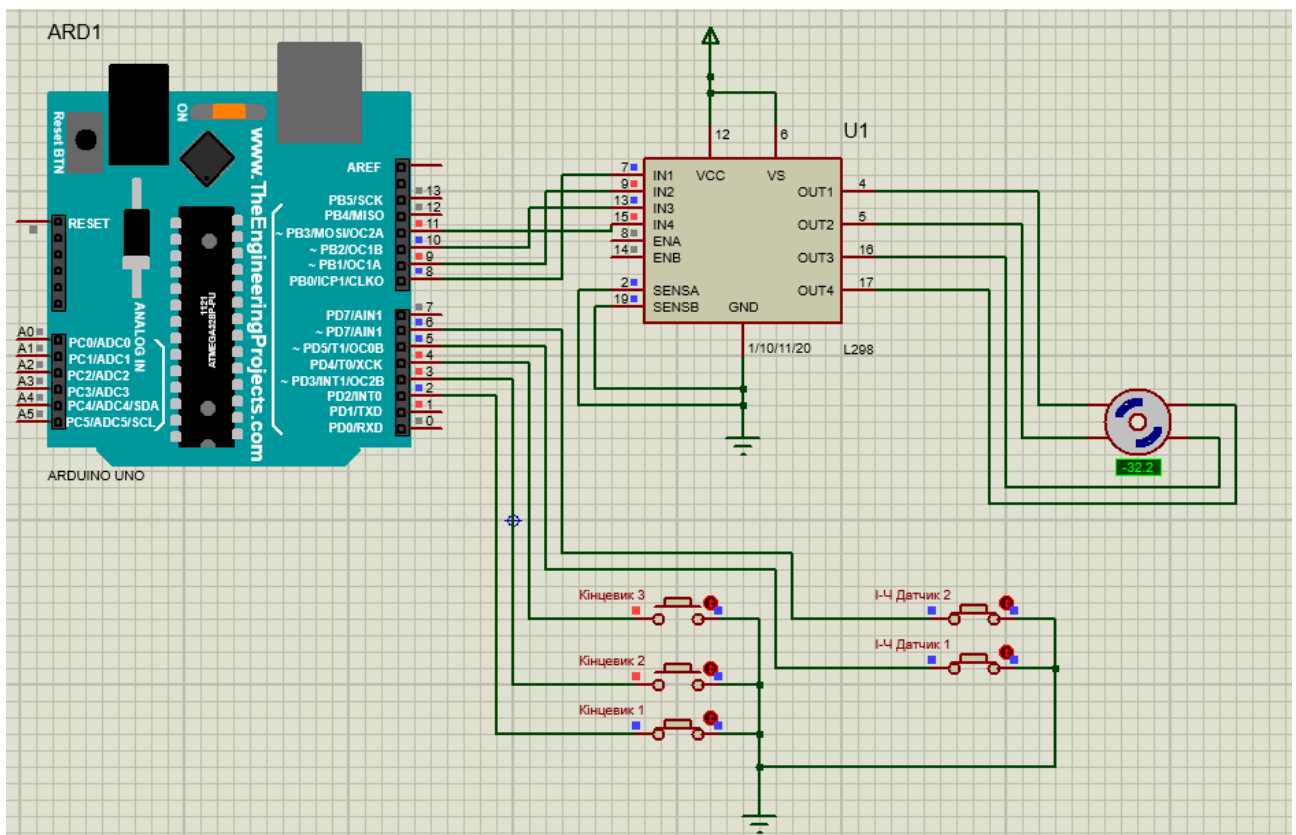 ARD1
Reset BTN
ON
www.TheEngineeringProjects.com
1121
ATMEGA328P-PU
ANALOG IN
RESET
AREF
PB5/SCK
13
PB4/MISO
12
~ PB3/MOSI/OC2A
11
~ PB2/OC1B
10
~ PB1/OC1A
9
PB0/ICP1/CLKO
8
PD7/AIN1
7
~ PD7/AIN1
6
~ PD5/T1/OC0B
5
PD4/T0/XCK
4
~ PD3/INT1/OC2B
3
PD2/INT0
2
PD1/TXD
1
PD0/RXD
0
A0
PC0/ADC0
A1
PC1/ADC1
A2
PC2/ADC2
A3
PC3/ADC3
A4
PC4/ADC4/SDA
A5
PC5/ADC5/SCL
ARDUINO UNO
U1
12
6
VCC
VS
7
IN1
9
IN2
13
IN3
15
IN4
8
ENA
14
ENB
2
SENSA
19
SENSB
GND
OUT1
4
OUT2
5
OUT3
16
OUT4
17
1/10/11/20
L298
-32.2
Кінцевик 3
Кінцевик 2
Кінцевик 1
І-Ч Датчик 2
І-Ч Датчик 1